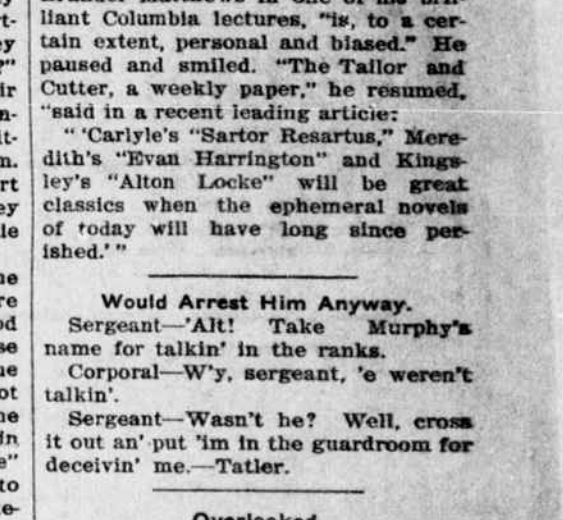 liant Columbia lectures, "is, to a cer-
tain extent, personal and biased." He
paused and smiled. "The Tailor and
Cutter, a weekly paper," he resumed,
"said in a recent leading article:
" 'Carlyle's "Sartor Resartus," Mere-
dith's "Evan Harrington" and Kings-
ley's "Alton Locke" will be great
classics when the ephemeral novels
of today will have long since per-
ished.' "
Would Arrest Him Anyway.
Sergeant—'Alt! Take Murphy's
name for talkin' in the ranks.
Corporal—W'y, sergeant, 'e weren't
talkin'.
Sergeant—Wasn't he? Well, cross
it out an' put 'im in the guardroom for
deceivin' me.—Tatler.
Overlooked